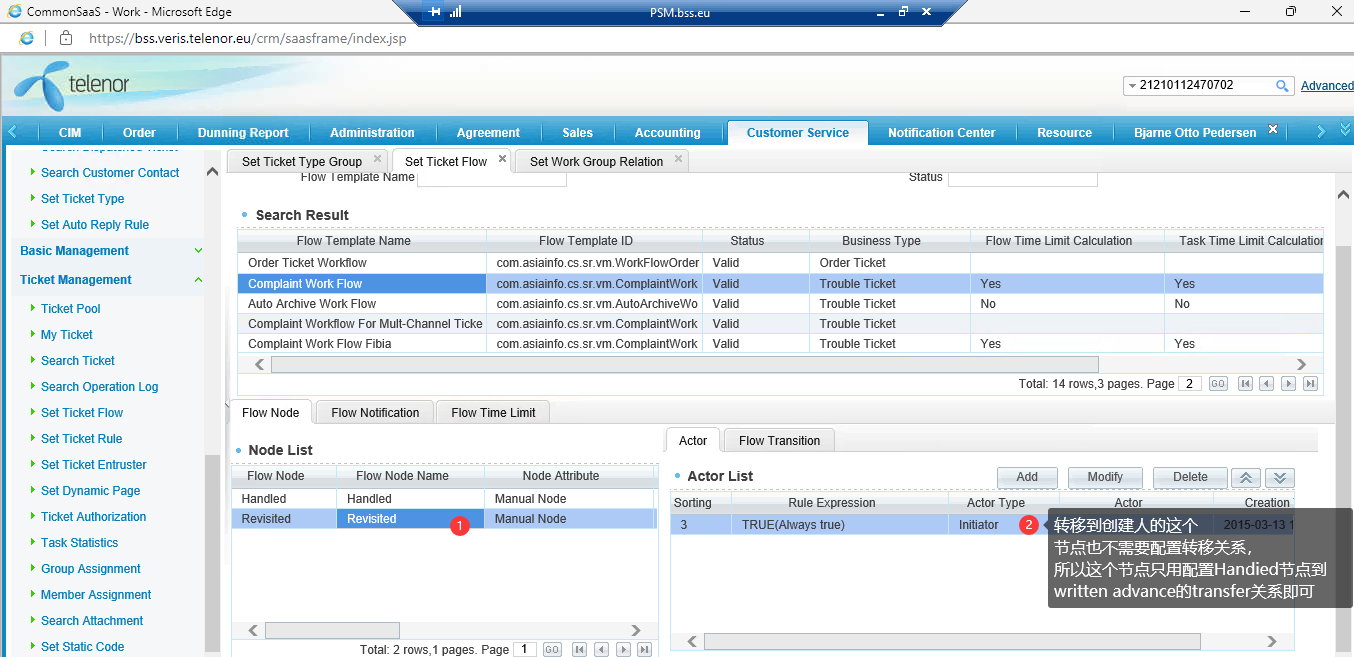 CommonSaaS - Work - Microsoft Edge
PSM.bss.eu
https://bss.veris.telenor.eu/crm/saasframe/index.jsp
telenor
21210112470702
Advanced
CIM Order Dunning Report Administration Agreement Sales Accounting Customer Service Notification Center Resource Bjarne Otto Pedersen
Search Dispatched Ticket
Search Customer Contact
Set Ticket Type
Set Auto Reply Rule
Basic Management
Ticket Management
Ticket Pool
My Ticket
Search Ticket
Search Operation Log
Set Ticket Flow
Set Ticket Rule
Set Ticket Entruster
Set Dynamic Page
Ticket Authorization
Task Statistics
Group Assignment
Member Assignment
Search Attachment
Set Static Code
Set Ticket Type Group Set Ticket Flow Set Work Group Relation
Flow Template Name Status
Search Result
Flow Template Name Flow Template ID Status Business Type Flow Time Limit Calculation Task Time Limit Calculation
Order Ticket Workflow com.asiainfo.cs.sr.vm.WorkFlowOrder Valid Order Ticket
Complaint Work Flow com.asiainfo.cs.sr.vm.ComplaintWork Valid Trouble Ticket Yes Yes
Auto Archive Work Flow com.asiainfo.cs.sr.vm.AutoArchiveWo Valid Trouble Ticket No No
Complaint Workflow For Mult-Channel Ticke com.asiainfo.cs.sr.vm.ComplaintWork Valid Trouble Ticket
Complaint Work Flow Fibia com.asiainfo.cs.sr.vm.ComplaintWork Valid Trouble Ticket Yes Yes
Total: 14 rows,3 pages. Page 2 GO
Flow Node Flow Notification Flow Time Limit
Node List
Flow Node Flow Node Name Node Attribute
Handled Handled Manual Node
Revisited Revisited Manual Node
1
Total: 2 rows,1 pages. Page 1 GO
Actor Flow Transition
Actor List Add Modify Delete
Sorting Rule Expression Actor Type Actor Creation T
3 TRUE(Always true) Initiator 2015-03-13 1
2
转移到创建人的这个
节点也不需要配置转移关系，
所以这个节点只用配置Handied节点到
written advance的transfer关系即可